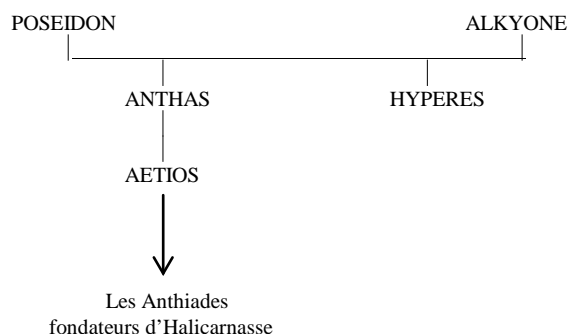 POSEIDON ALKYONE
ANTHAS HYPERES
AETIOS
Les Anthiades
fondateurs d’Halicarnasse